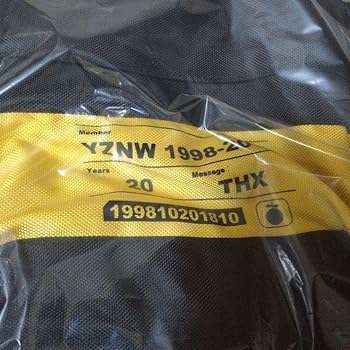 Member
YZNW 1998-20
Years 20 Message THX
199810201810